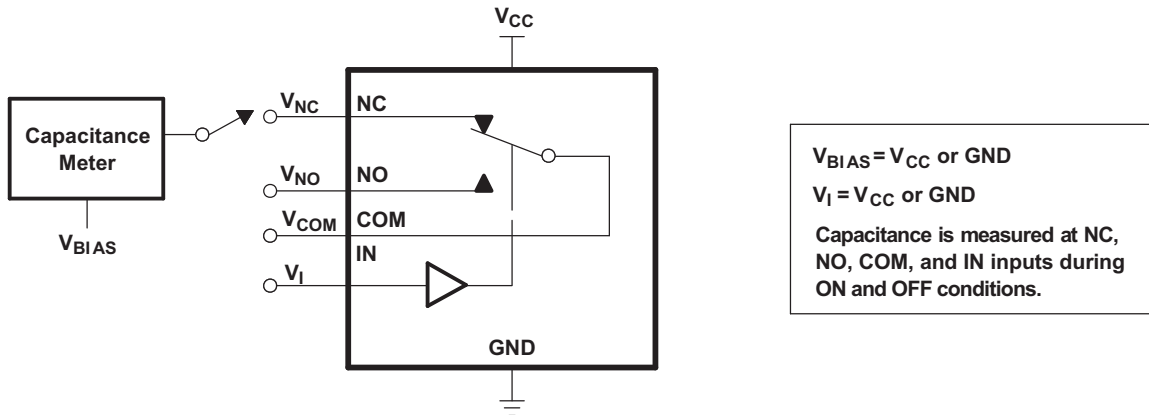 VCC
Capacitance
Meter
VBIAS
VNC
NC
VNO
NO
VCOM
COM
IN
VI
GND
VBIAS = VCC or GND
VI = VCC or GND
Capacitance is measured at NC,
NO, COM, and IN inputs during
ON and OFF conditions.